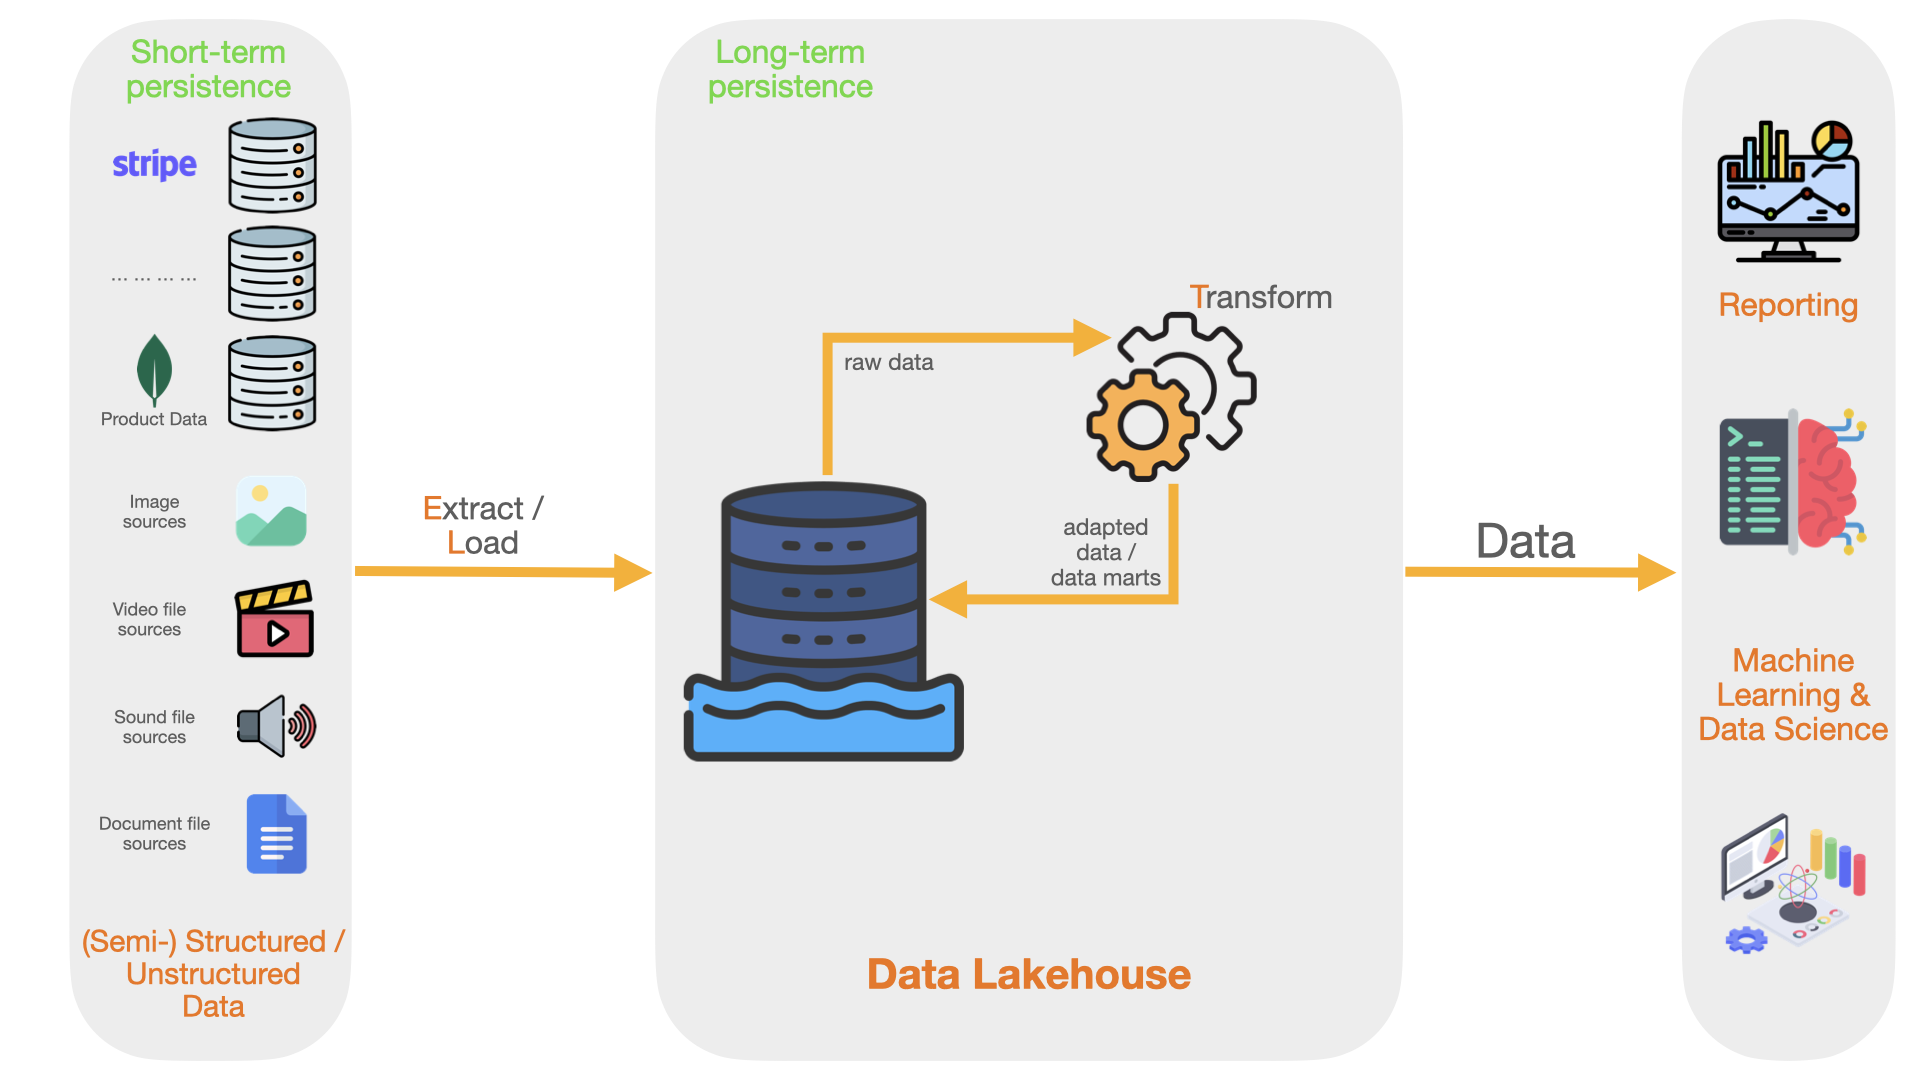 Short-term
persistence
stripe
... ... ... ...
Product Data
Image
sources
Video file
sources
Sound file
sources
Document file
sources
(Semi-) Structured /
Unstructured
Data
Extract /
Load
Long-term
persistence
Transform
raw data
adapted
data /
data marts
Data Lakehouse
Data
Reporting
Machine
Learning &
Data Science